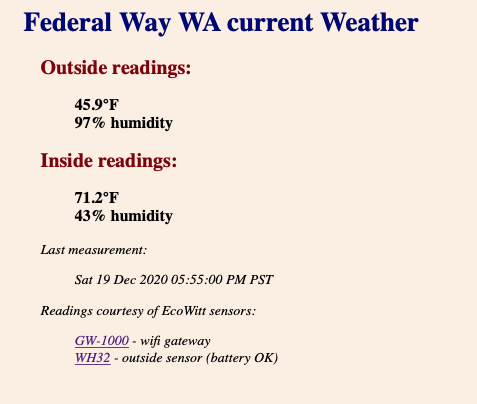 Federal Way WA current Weather
Outside readings:
45.9°F
97% humidity
Inside readings:
71.2°F
43% humidity
Last measurement:
Sat 19 Dec 2020 05:55:00 PM PST
Readings courtesy of EcoWitt sensors:
GW-1000 - wifi gateway
WH32 - outside sensor (battery OK)